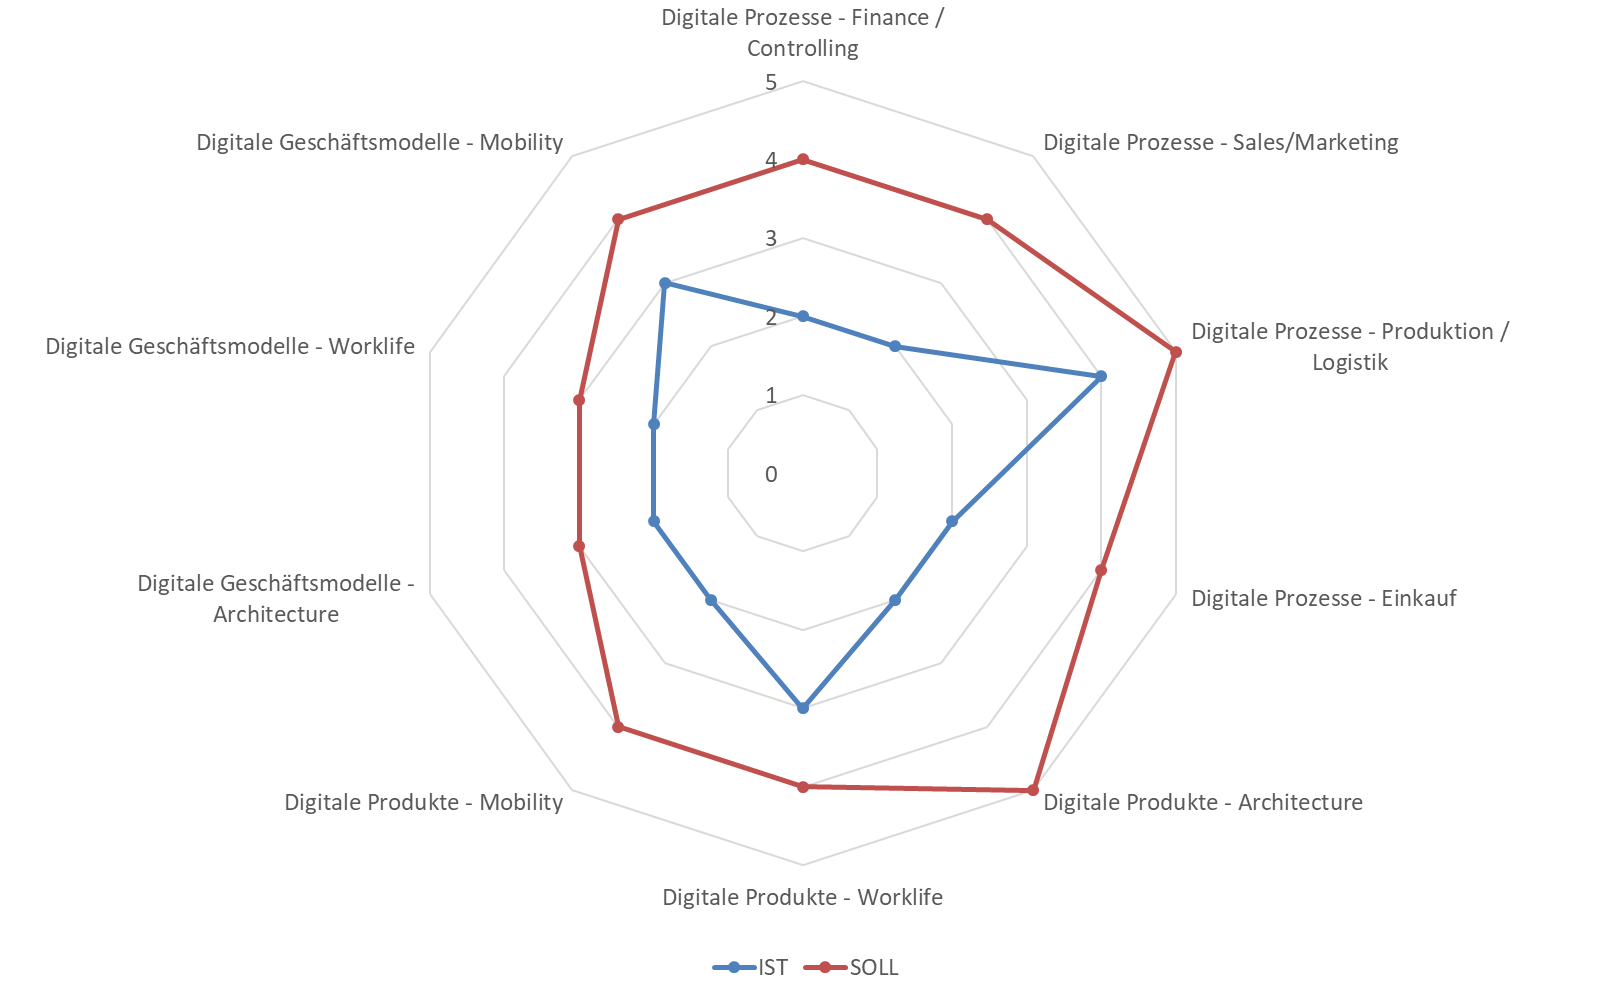 Digitale Prozesse - Finance /
Controlling
5
Digitale Geschäftsmodelle - Mobility
Digitale Prozesse - Sales/Marketing
4
3
2
Digitale Geschäftsmodelle - Worklife
Digitale Prozesse - Produktion /
Logistik
1
0
Digitale Geschäftsmodelle -
Architecture
Digitale Prozesse - Einkauf
Digitale Produkte - Mobility
Digitale Produkte - Architecture
Digitale Produkte - Worklife
IST
SOLL